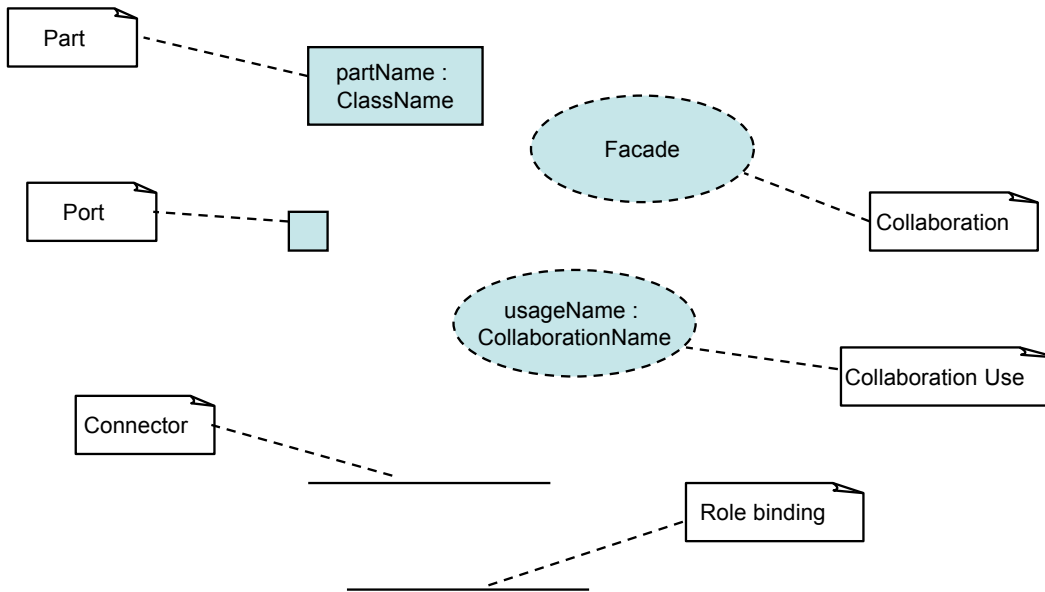 Part
partName :
ClassName
Facade
Port
Collaboration
usageName :
CollaborationName
Collaboration Use
Connector
Role binding